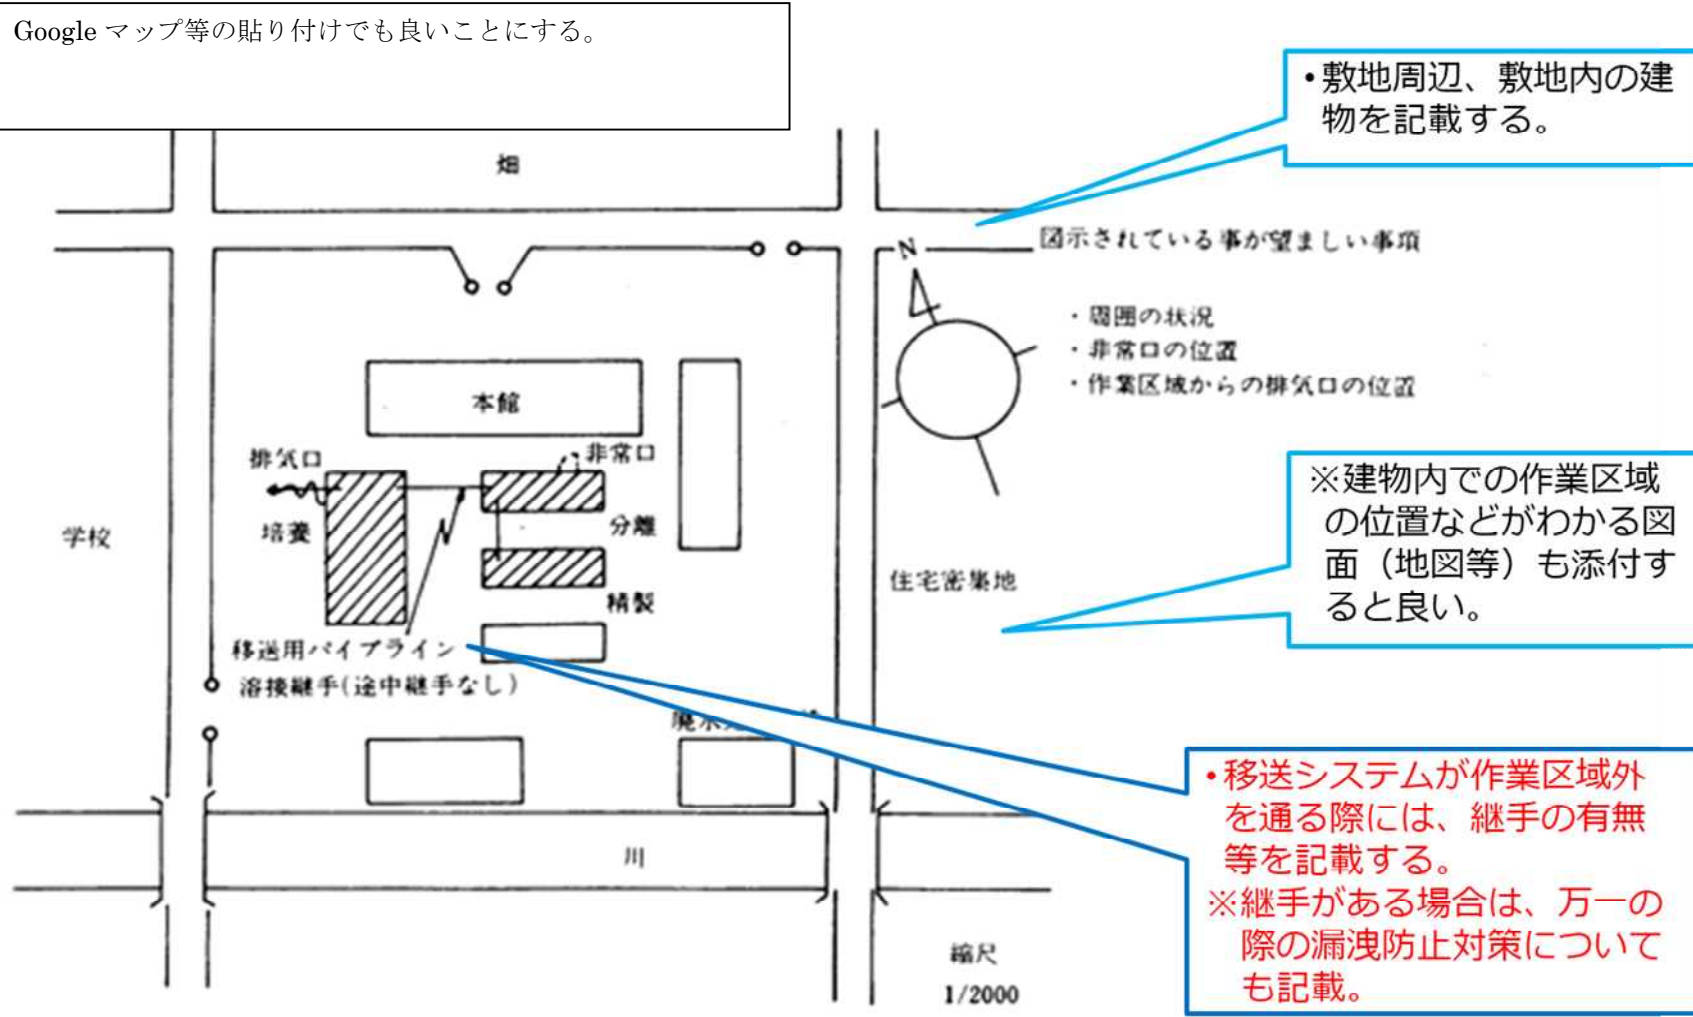 Google マップ等の貼り付けでも良いことにする。
・敷地周辺、敷地内の建
物を記載する。
畑
N
図示されている事が望ましい事項
・周囲の状況
・非常口の位置
・作業区域からの排気口の位置
本館
排気口
非常口
培養
分離
学校
精製
住宅密集地
※建物内での作業区域
の位置などがわかる図
面（地図等）も添付す
ると良い。
移送用パイプライン
溶接継手(途中継手なし)
・移送システムが作業区域外
を通る際には、継手の有無
等を記載する。
※継手がある場合は、万一の
際の漏洩防止対策について
も記載。
川
縮尺
1/2000